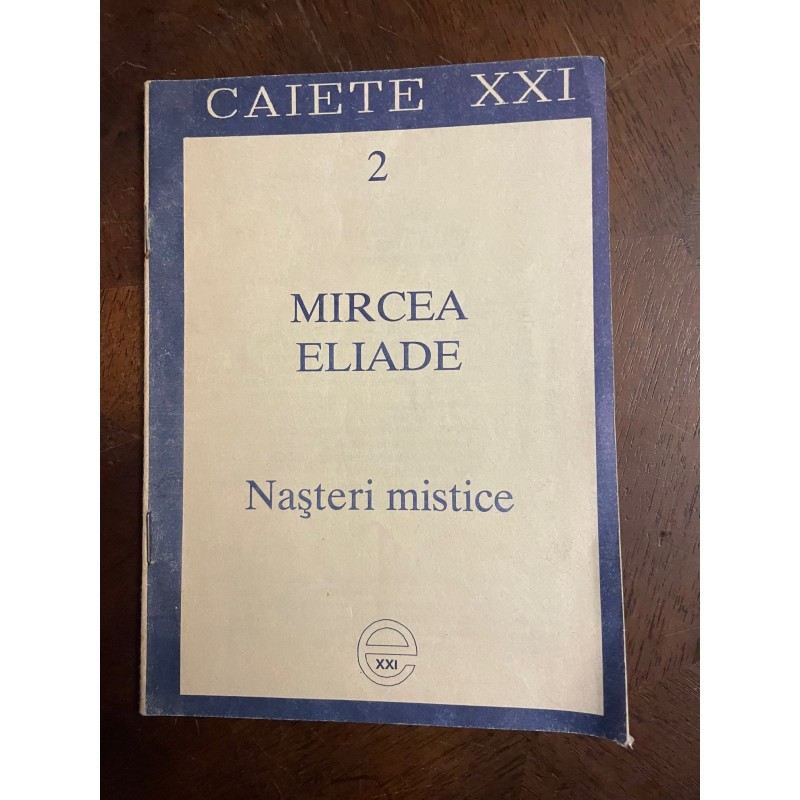 CAIETE XXI
2
MIRCEA
ELIADE
Naşteri mistice
e
XXI